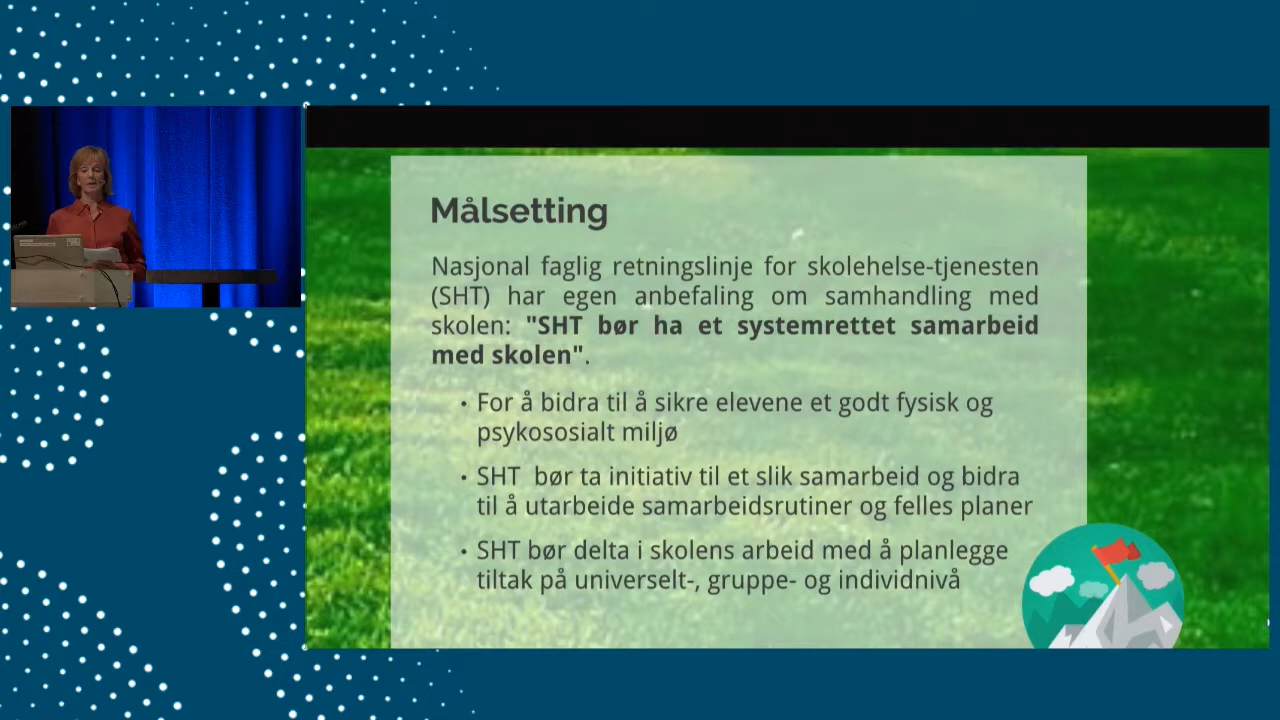 Målsetting
Nasjonal faglig retningslinje for skolehelse-tjenesten
(SHT) har egen anbefaling om samhandling med
skolen: "SHT bør ha et systemrettet samarbeid
med skolen".
• For å bidra til å sikre elevene et godt fysisk og
psykososialt miljø
• SHT  bør ta initiativ til et slik samarbeid og bidra
til å utarbeide samarbeidsrutiner og felles planer
• SHT bør delta i skolens arbeid med å planlegge
tiltak på universelt-, gruppe- og individnivå